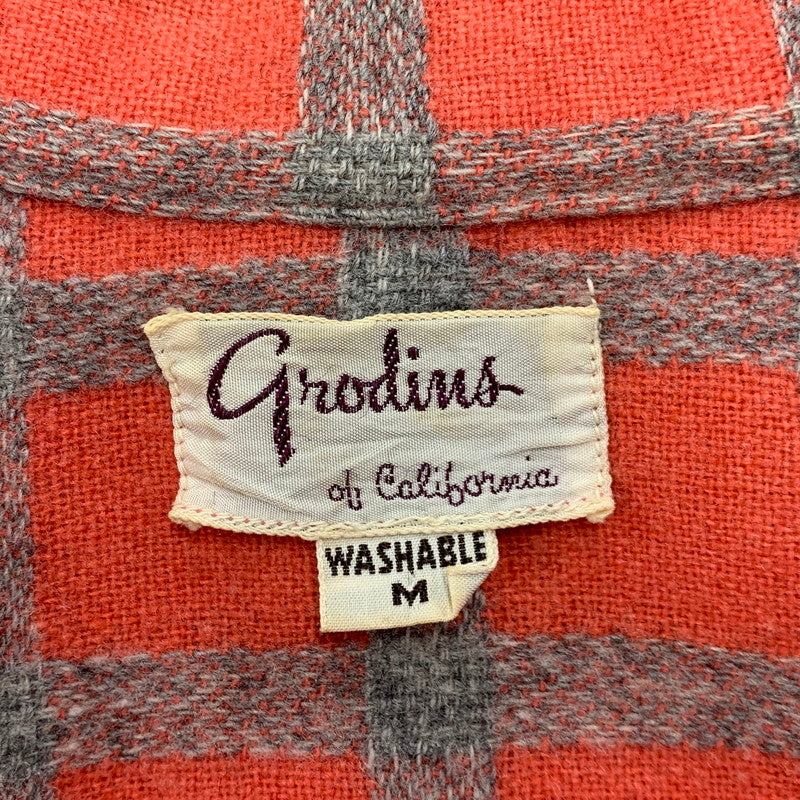 Grodins
of California
WASHABLE
M